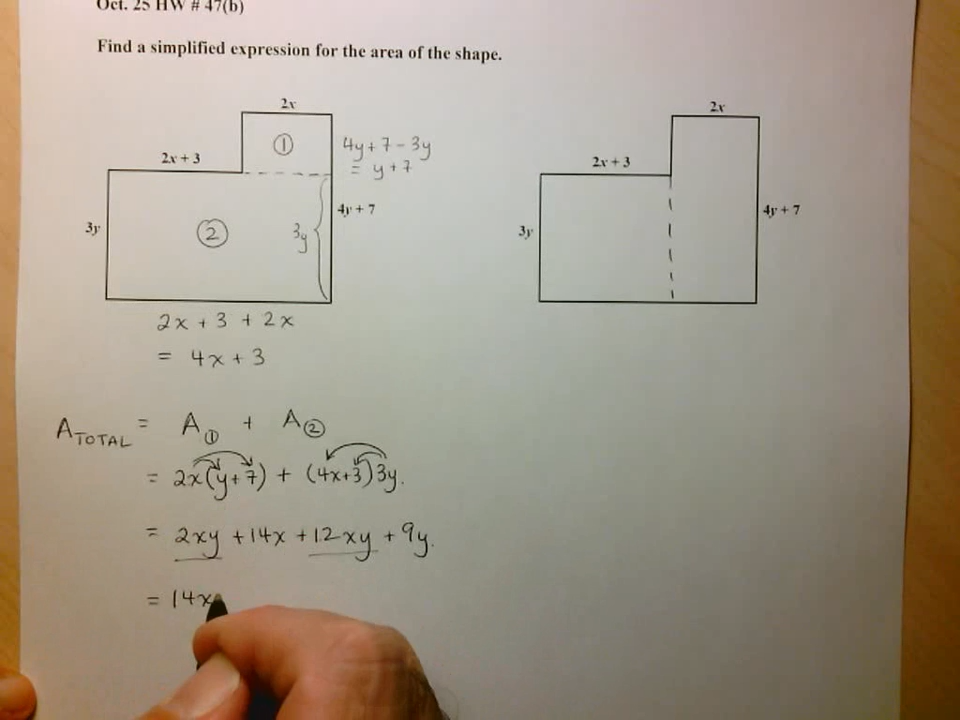 Oct. 25 HW # 47(b)
Find a simplified expression for the area of the shape.
2x
①
4y + 7 - 3y
2x + 3
= y + 7
3y
②
3y
4y + 7
2x + 3 + 2x
= 4x + 3
2x
2x + 3
3y
4y + 7
A TOTAL = A① + A②
= 2x(y+7) + (4x+3)3y.
= 2xy + 14x + 12xy + 9y.
= 14x